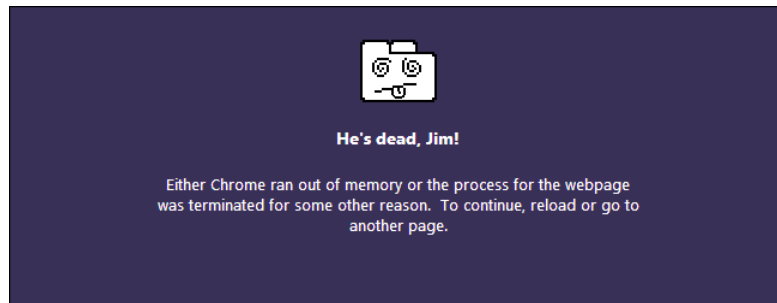 He's dead, Jim!
Either Chrome ran out of memory or the process for the webpage
was terminated for some other reason.  To continue, reload or go to
another page.